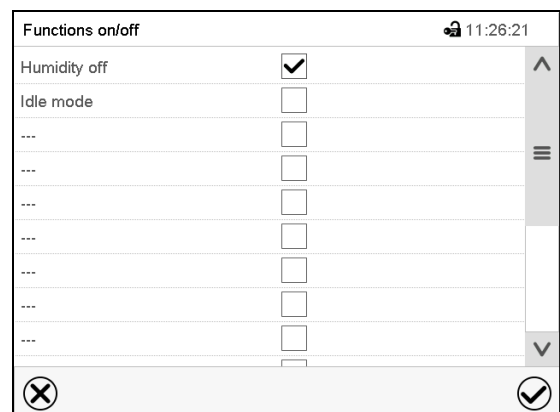 Functions on/off 11:26:21
Humidity off
Idle mode
---
---
---
---
---
---
---